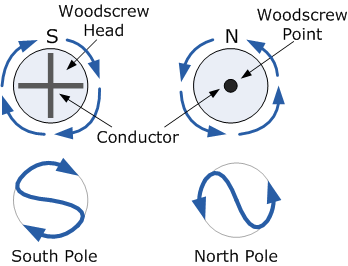 Woodscrew
Head
Woodscrew
Point
S
N
Conductor
South Pole
North Pole